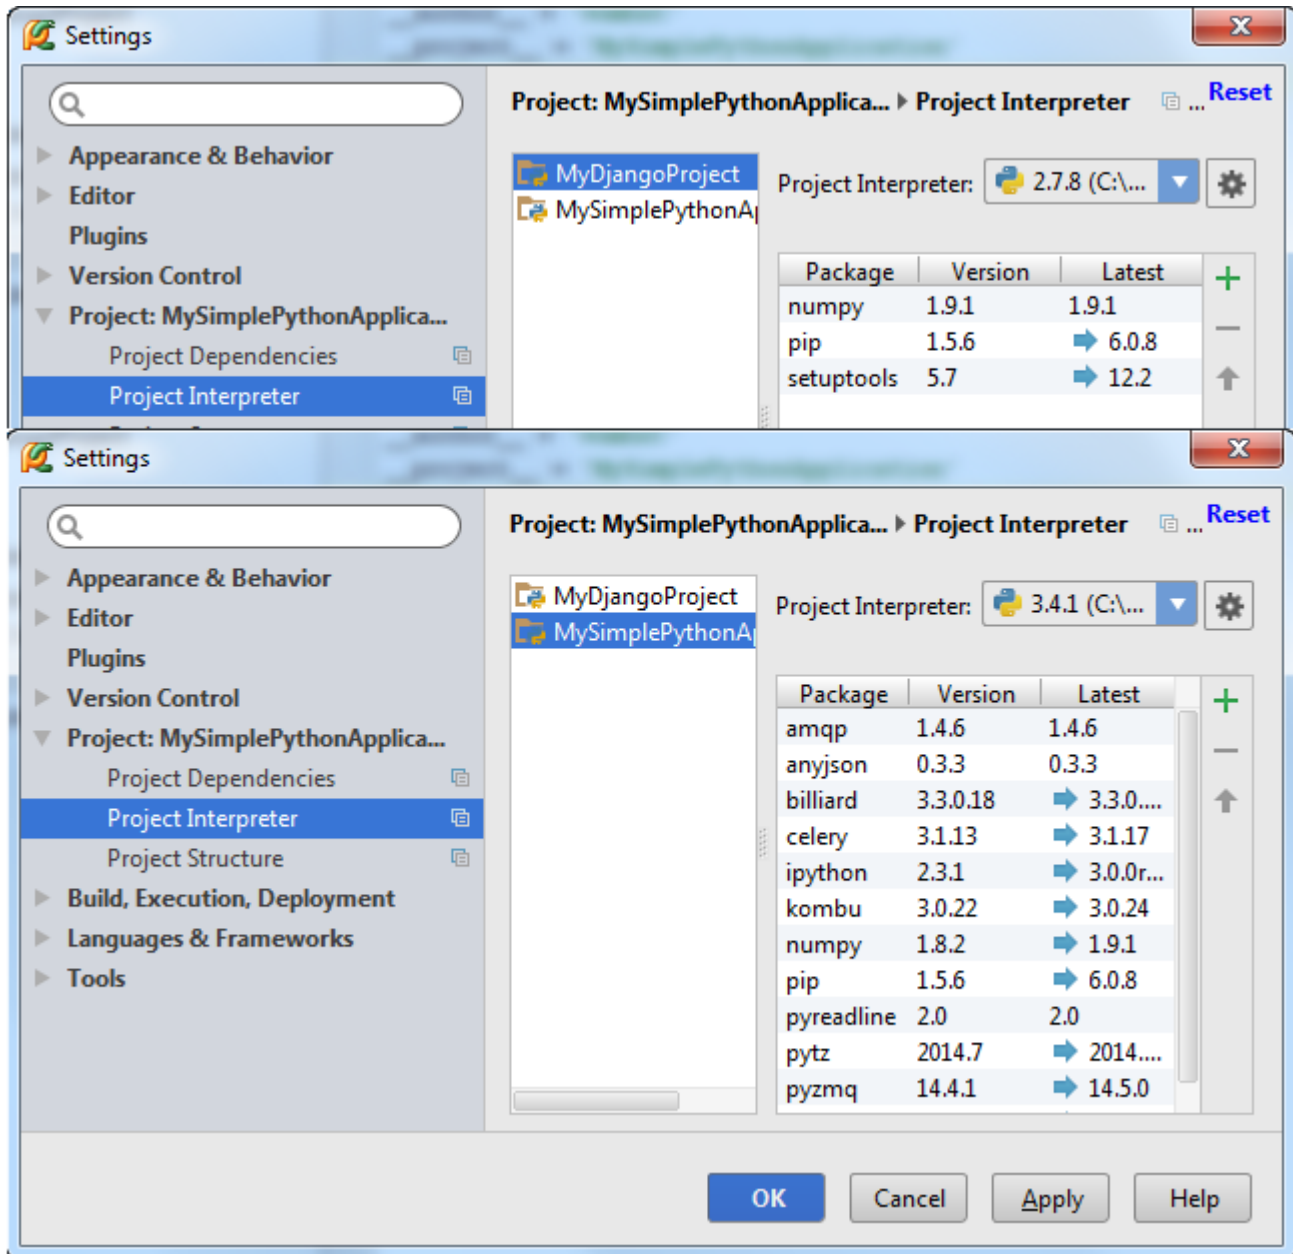 Settings
Project: MySimplePythonApplica... Project Interpreter ... Reset
Appearance & Behavior
Editor
Plugins
Version Control
Project: MySimplePythonApplica...
Project Dependencies
Project Interpreter
MyDjangoProject
MySimplePythonA
Project Interpreter: 2.7.8 (C:\...
Package Version Latest
numpy 1.9.1 1.9.1
pip 1.5.6 6.0.8
setuptools 5.7 12.2
Settings
Project: MySimplePythonApplica... Project Interpreter ... Reset
Appearance & Behavior
Editor
Plugins
Version Control
Project: MySimplePythonApplica...
Project Dependencies
Project Interpreter
Project Structure
Build, Execution, Deployment
Languages & Frameworks
Tools
MyDjangoProject
MySimplePythonA
Project Interpreter: 3.4.1 (C:\...
Package Version Latest
amqp 1.4.6 1.4.6
anyjson 0.3.3 0.3.3
billiard 3.3.0.18 3.3.0....
celery 3.1.13 3.1.17
ipython 2.3.1 3.0.0r...
kombu 3.0.22 3.0.24
numpy 1.8.2 1.9.1
pip 1.5.6 6.0.8
pyreadline 2.0 2.0
pytz 2014.7 2014....
pyzmq 14.4.1 14.5.0
OK Cancel Apply Help